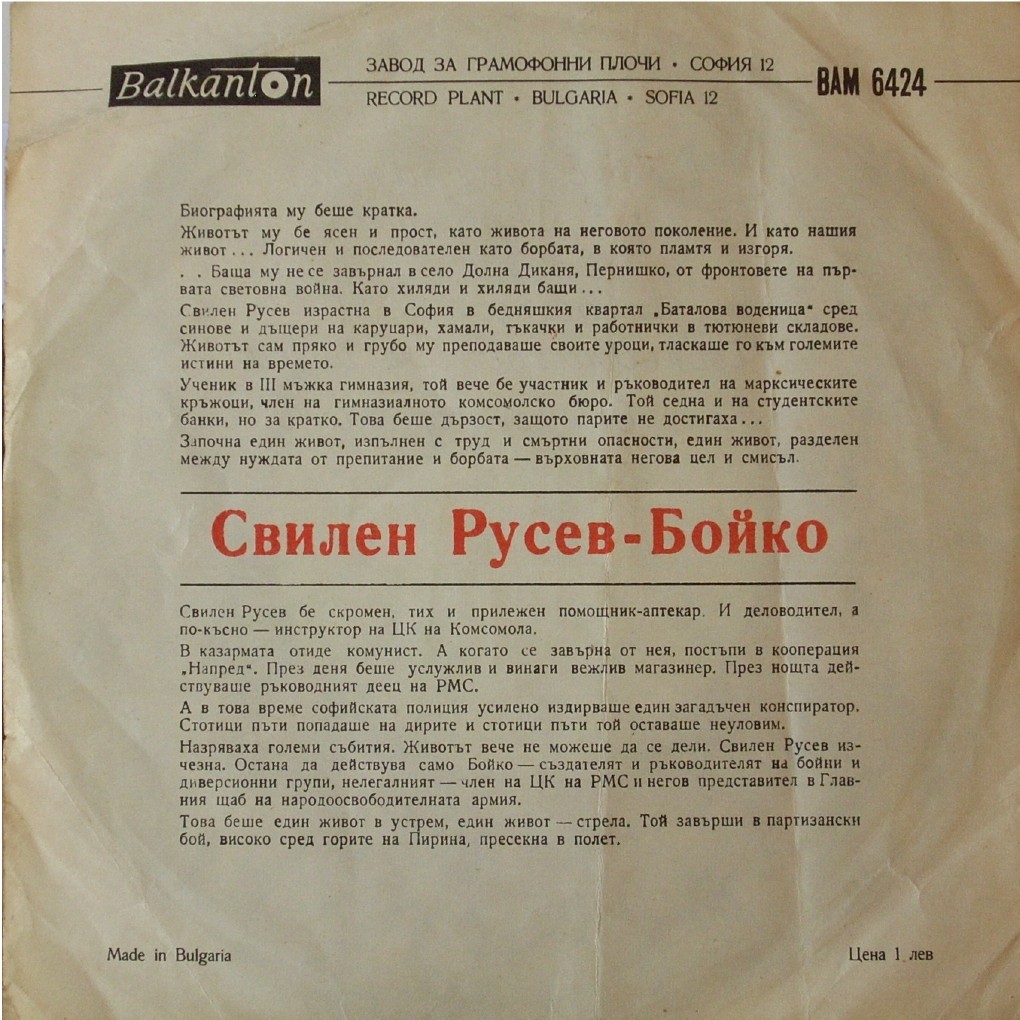 Balkanton
ЗАВОД ЗА ГРАМОФОННИ ПЛОЧИ • СОФИЯ 12
RECORD PLANT • BULGARIA • SOFIA 12
ВАМ 6424
Биографията му беше кратка.
Животът му бе ясен и прост, като живота на неговото поколение. И като нашия
живот... Логичен и последователен като борбата, в която пламтя и изгоря.
. . Баща му не се завърнал в село Долна Диканя, Пернишко, от фронтовете на пър-
вата световна война. Като хиляди и хиляди бащи...
Свилен Русев израстна в София в бедняшкия квартал „Баталова воденица“ сред
синове и дъщери на каруцари, хамали, тъкачки и работнички в тютюневи складове.
Животът сам пряко и грубо му преподаваше своите уроци, тласкаше го към големите
истини на времето.
Ученик в III мъжка гимназия, той вече бе участник и ръководител на марксическите
кръжоци, член на гимназиалното комсомолско бюро. Той седна и на студентските
банки, но за кратко. Това беше дързост, защото парите не достигаха...
Започна един живот, изпълнен с труд и смъртни опасности, един живот, разделен
между нуждата от препитание и борбата — върховната негова цел и смисъл.
Свилен Русев-Бойко
Свилен Русев бе скромен, тих и прилежен помощник-аптекар. И деловодител, а
по-късно — инструктор на ЦК на Комсомола.
В казармата отиде комунист. А когато се завърна от нея, постъпи в кооперация
„Напред“. През деня беше услужлив и винаги вежлив магазинер. През нощта дей-
ствуваше ръководният деец на РМС.
А в това време софийската полиция усилено издирваше един загадъчен конспиратор.
Стотици пъти попадаше на дирите и стотици пъти той оставаше неуловим.
Назряваха големи събития. Животът вече не можеше да се дели. Свилен Русев из-
чезна. Остана да действува само Бойко — създателят и ръководителят на бойни и
диверсионни групи, нелегалният — член на ЦК на РМС и негов представител в Глав-
ния щаб на народоосвободителната армия.
Това беше един живот в устрем, един живот — стрела. Той завърши в партизански
бой, високо сред горите на Пирина, пресекна в полет.
Made in Bulgaria
Цена 1 лев